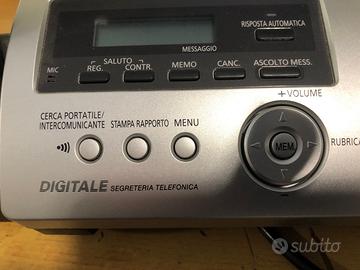 RISPOSTA AUTOMATICA
MESSAGGIO
SALUTO
MIC
REG.
CONTR.
MEMO
CANC.
ASCOLTO MESS.
+VOLUME
CERCA PORTATILE/
INTERCOMUNICANTE
STAMPA RAPPORTO
MENU
MEM
RUBRICA
DIGITALE SEGRETERIA TELEFONICA
subito